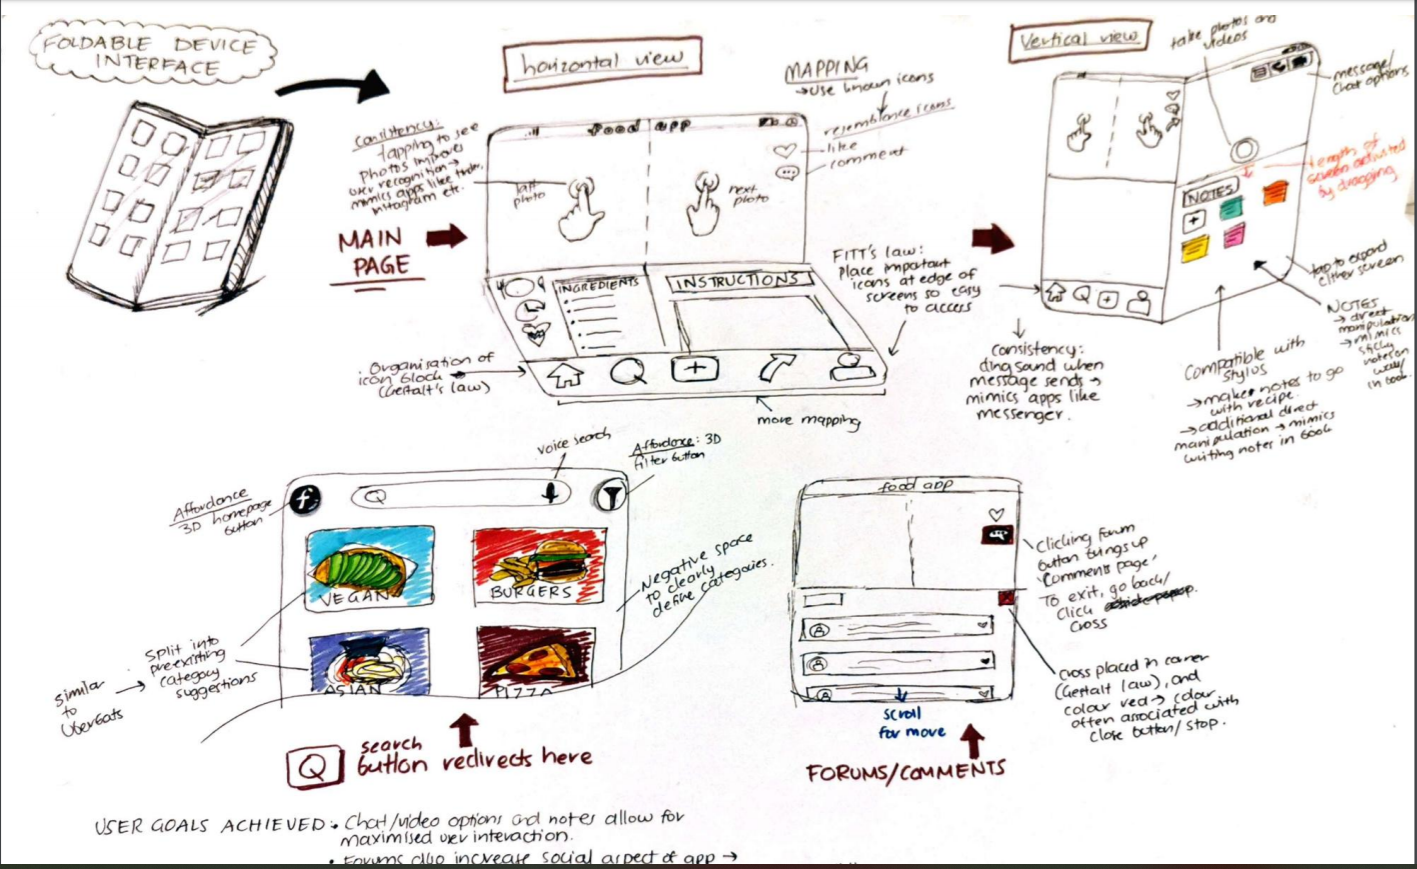 FOLDABLE DEVICE
INTERFACE
horizontal view
Vertical view
take photos and
videos
message/
chat options
MAPPING
→ Use known icons
resemblance icons
like
comment
Consistency:
tapping to see
photos improves
user recognition →
mimics apps like
instagram etc.
food app
last
photo
next
photo
MAIN
PAGE
INGREDIENTS
INSTRUCTIONS
FITT's law:
Place important
icons at edge of
screens so easy
to access
length of
screen adjusted
by dragging
NOTES
tap to expand
either screen
NOTES
→ direct
manipulation
→ mimics
sticky
notes on
wall/
in book.
Organisation of
icon block
(Gestalt's law)
more mapping
Consistency:
ding sound when
message sends →
mimics apps like
messenger.
Compatible with
stylus
→ make notes to go
with recipe.
→ additional direct
manipulation → mimics
writing notes in book
voice search
Affordance: 3D
filter button
Affordance
3D homepage
button
f
VEGAN
BURGERS
ASIAN
PIZZA
Negative space
to clearly
define categories.
Split into
preexisting
category
suggestions
similar
to
UberEats
search
button redirects here
food app
Clicking forum
button brings up
comments page,
To exit, go back/
click
cross
cross placed in corner
(Gestalt law), and
colour red → colour
often associated with
close button/stop.
scroll
for more
FORUMS/COMMENTS
USER GOALS ACHIEVED: • Chat/video options and notes allow for
maximised user interaction.
• Forums also increase social aspect of app →